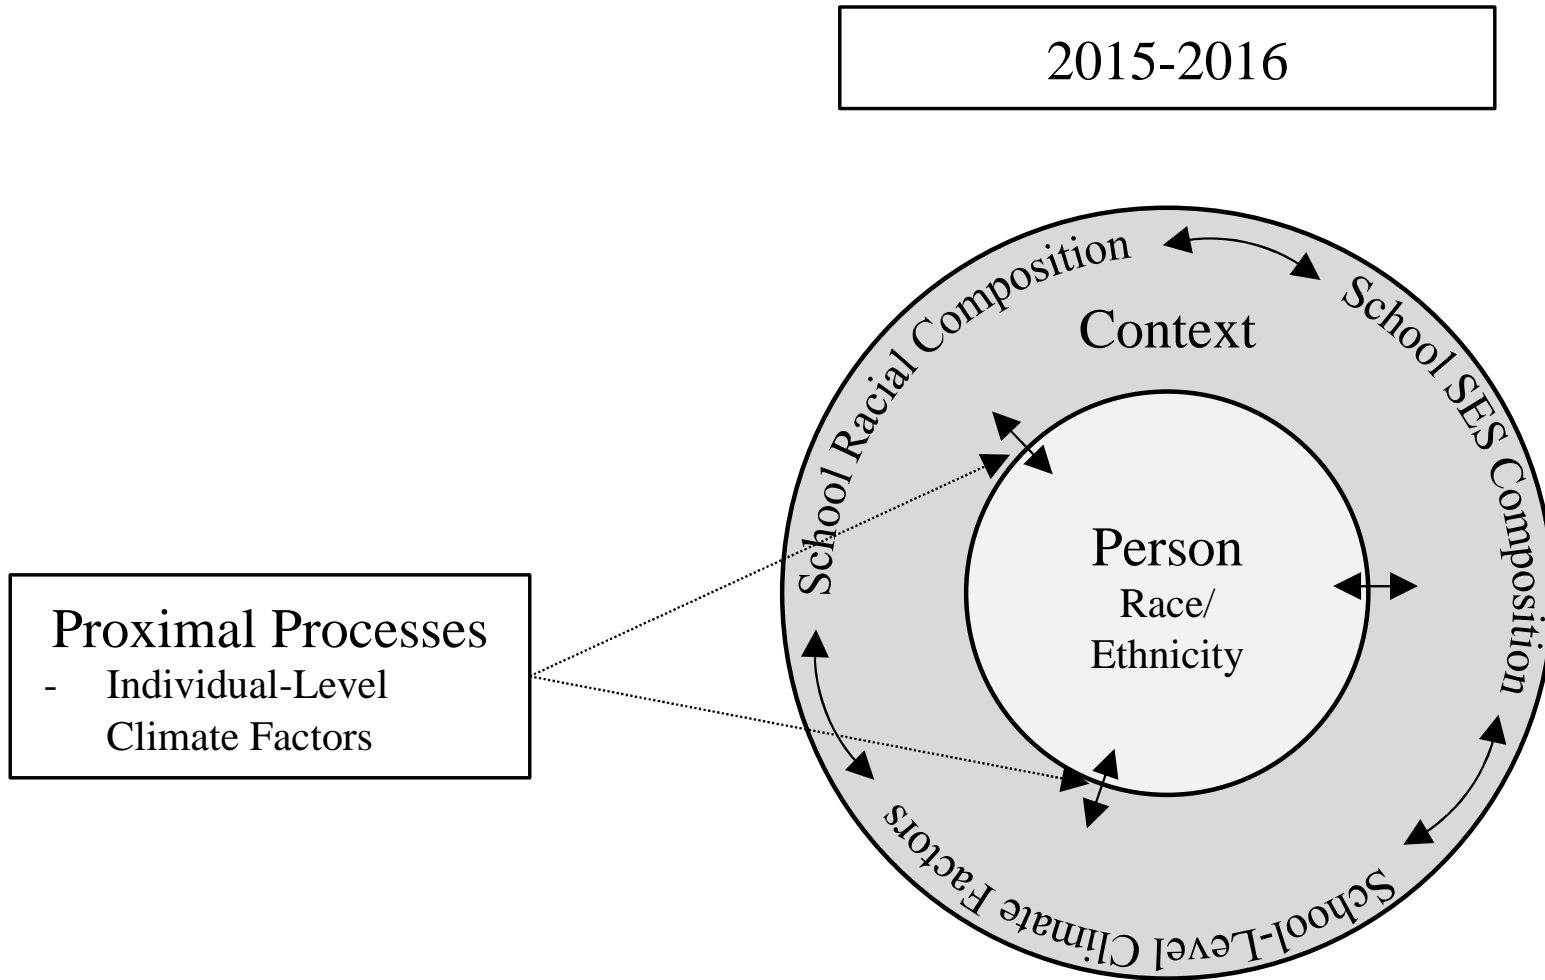 2015-2016
School Racial Composition
School SES Composition
Context
Person
Race/
Ethnicity
School-Level Climate Factors
Proximal Processes
- Individual-Level
Climate Factors